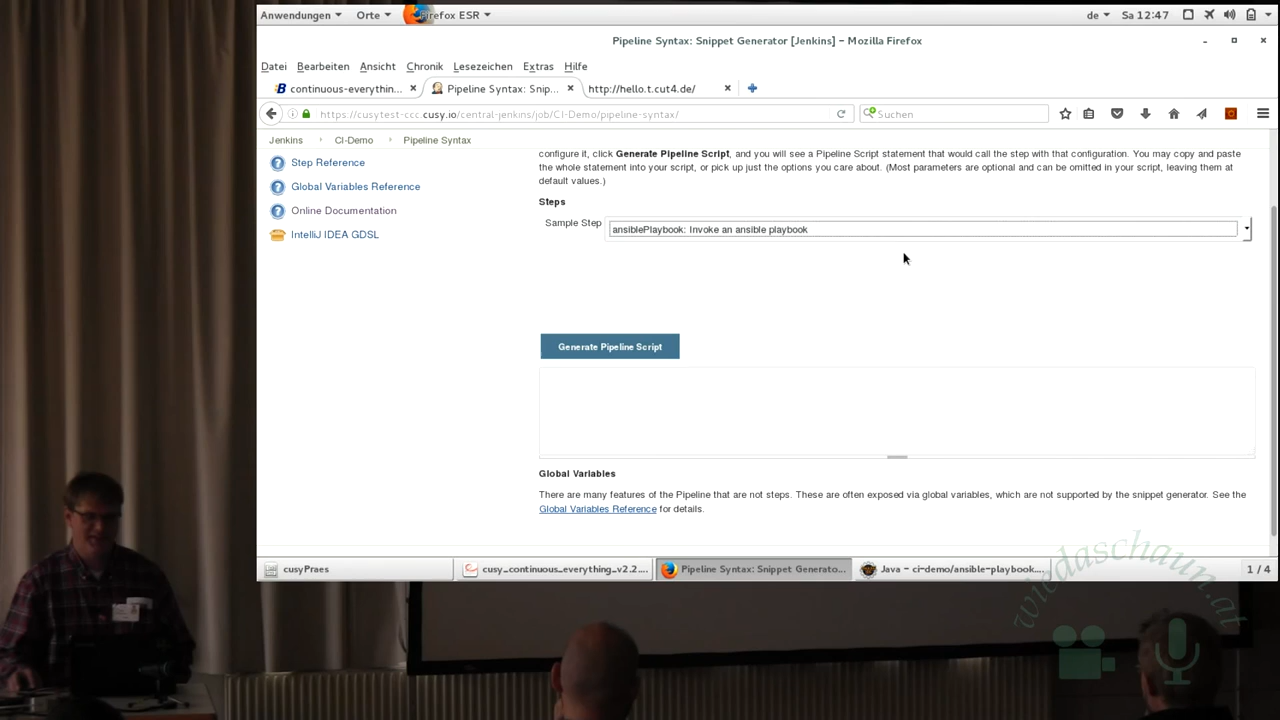 Anwendungen Orte Firefox ESR de Sa 12:47
Pipeline Syntax: Snippet Generator [Jenkins] – Mozilla Firefox
Datei Bearbeiten Ansicht Chronik Lesezeichen Extras Hilfe
continuous-everythin... Pipeline Syntax: Snip... http://hello.t.cut4.de/
https://cusytest-ccc.cusy.io/central-jenkins/job/CI-Demo/pipeline-syntax/ Suchen
Jenkins CI-Demo Pipeline Syntax
Step Reference
Global Variables Reference
Online Documentation
IntelliJ IDEA GDSL
configure it, click Generate Pipeline Script, and you will see a Pipeline Script statement that would call the step with that configuration. You may copy and paste
the whole statement into your script, or pick up just the options you care about. (Most parameters are optional and can be omitted in your script, leaving them at
default values.)
Steps
Sample Step ansiblePlaybook: Invoke an ansible playbook
Generate Pipeline Script
Global Variables
There are many features of the Pipeline that are not steps. These are often exposed via global variables, which are not supported by the snippet generator. See the
Global Variables Reference for details.
cusyPraes cusy_continuous_everything_v2.2.... Pipeline Syntax: Snippet Generato... Java – ci-demo/ansible-playbook.... 1 / 4
wiedaschaun.at